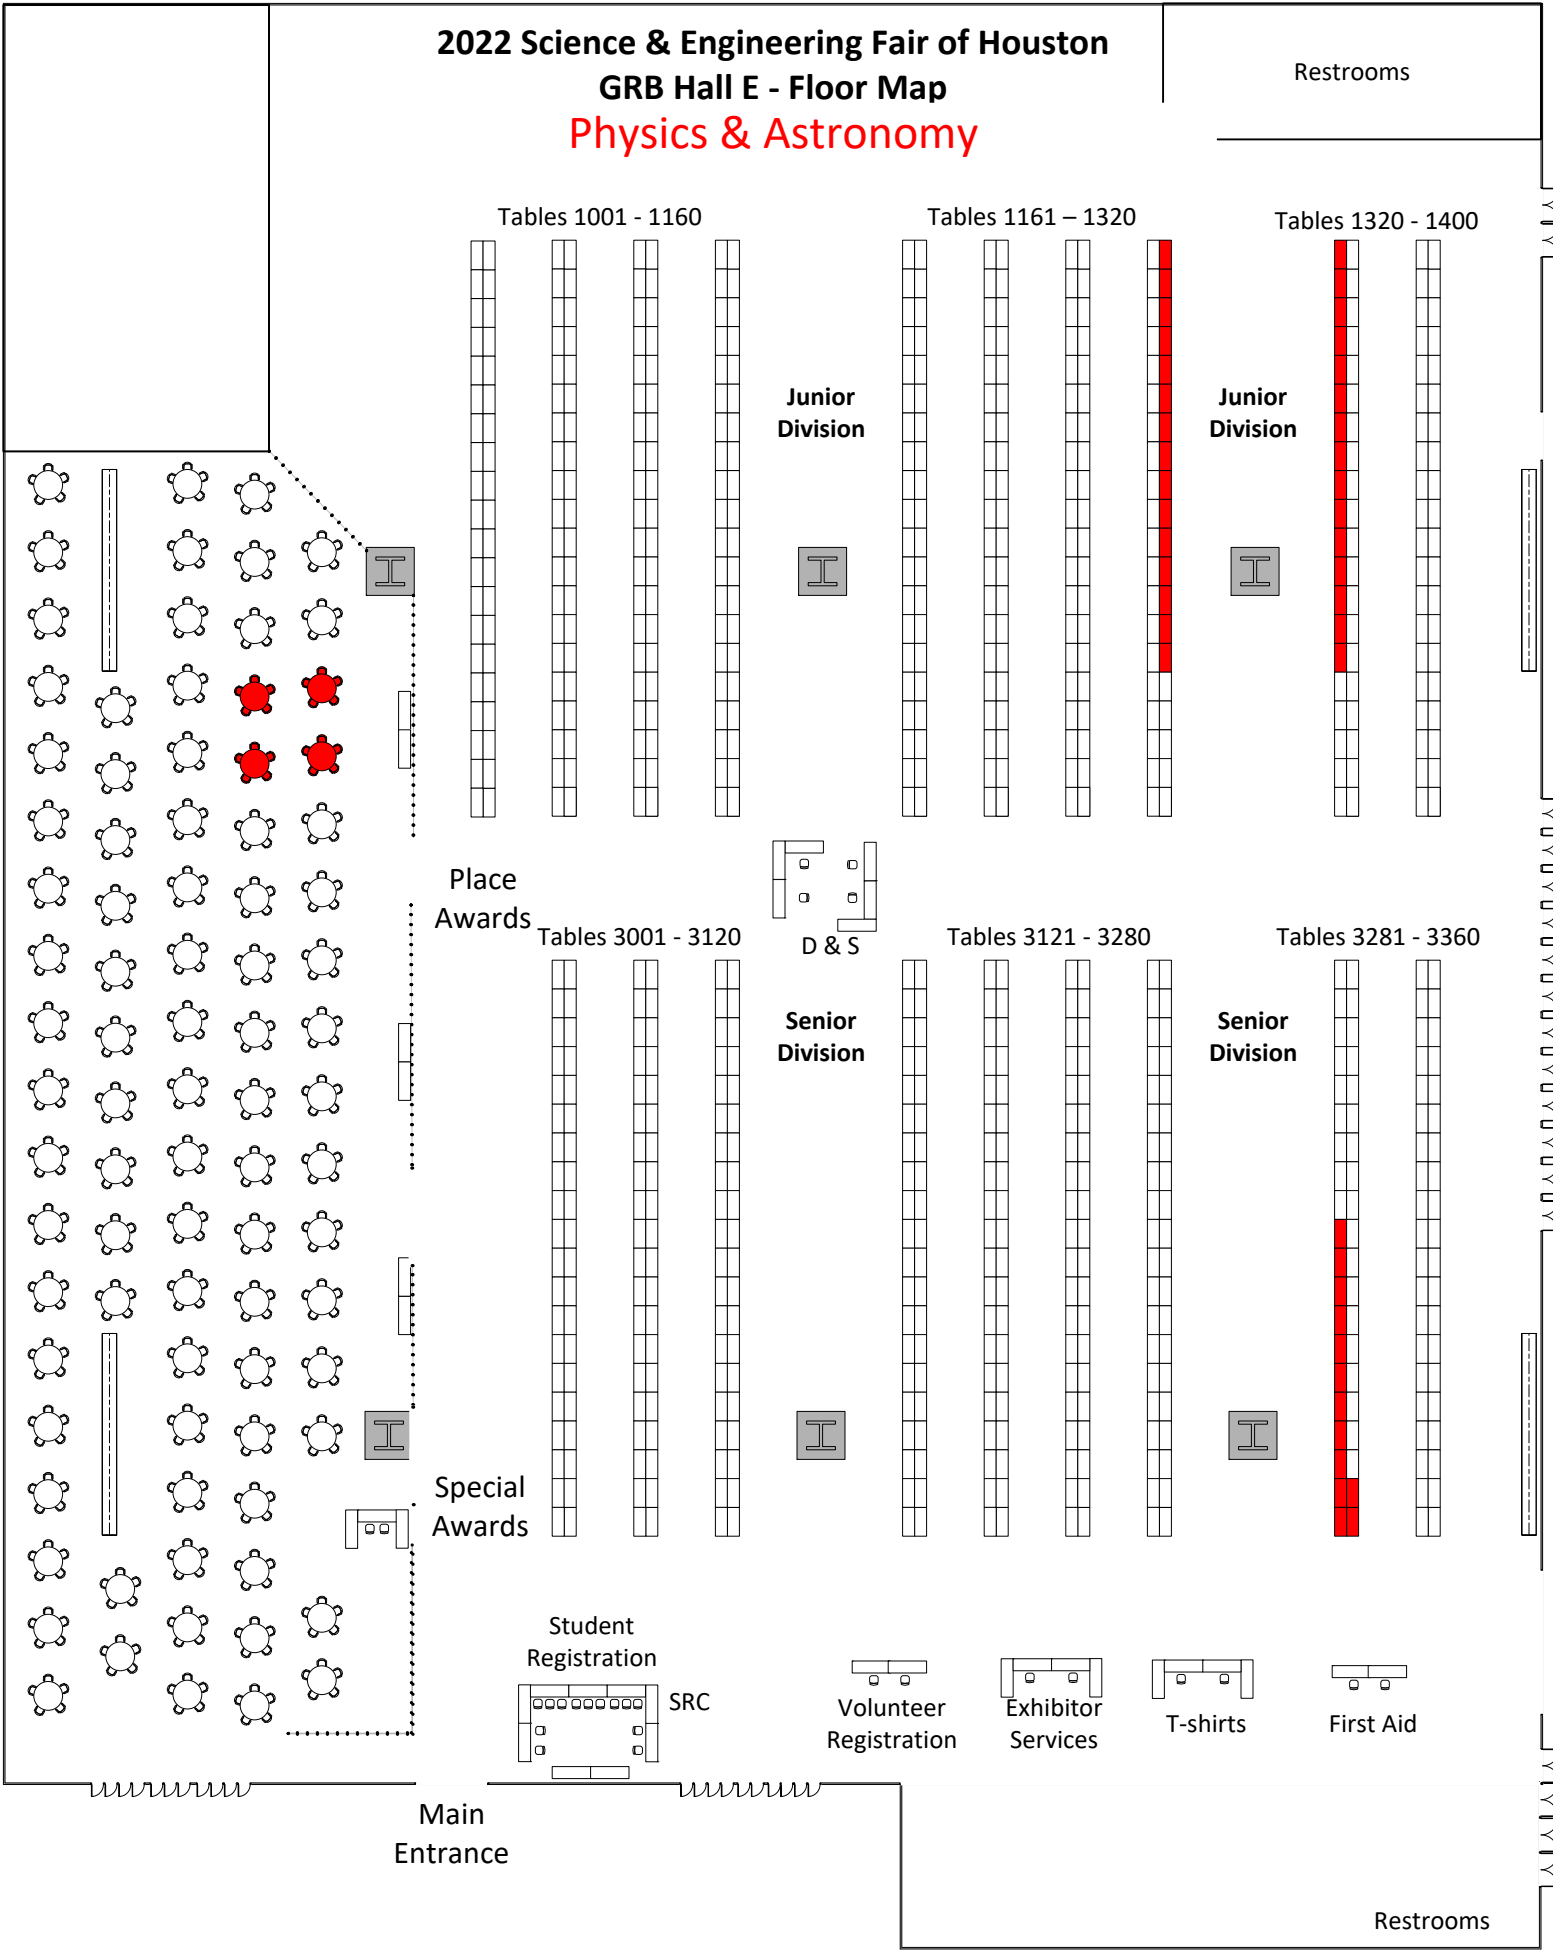 2022 Science & Engineering Fair of Houston
GRB Hall E - Floor Map
Physics & Astronomy
Restrooms
Tables 1001 - 1160
Tables 1161 – 1320
Tables 1320 - 1400
Junior
Division
Junior
Division
Place
Awards
D & S
Tables 3001 - 3120
Tables 3121 - 3280
Tables 3281 - 3360
Senior
Division
Senior
Division
Special
Awards
Student
Registration
SRC
Volunteer
Registration
Exhibitor
Services
T-shirts
First Aid
Main
Entrance
Restrooms